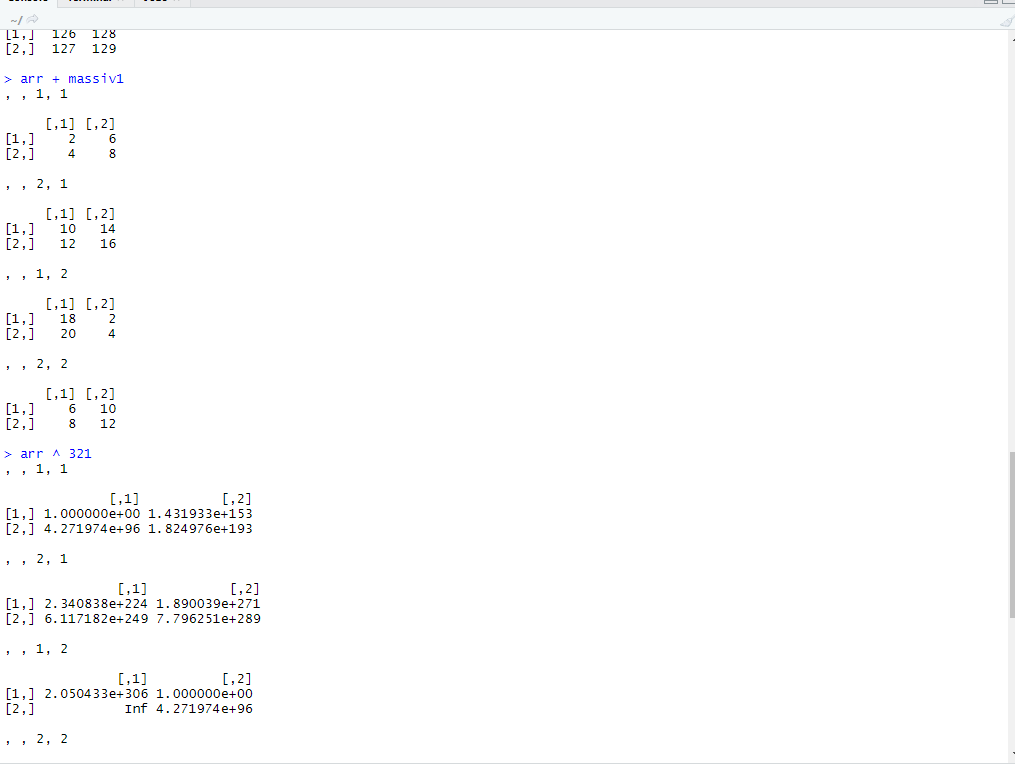 ~/
[1,]  126  128
[2,]  127  129
> arr + massiv1
, , 1, 1
     [,1] [,2]
[1,]    2    6
[2,]    4    8
, , 2, 1
     [,1] [,2]
[1,]   10   14
[2,]   12   16
, , 1, 2
     [,1] [,2]
[1,]   18    2
[2,]   20    4
, , 2, 2
     [,1] [,2]
[1,]    6   10
[2,]    8   12
> arr ^ 321
, , 1, 1
             [,1]          [,2]
[1,] 1.000000e+00 1.431933e+153
[2,] 4.271974e+96 1.824976e+193
, , 2, 1
              [,1]          [,2]
[1,] 2.340838e+224 1.890039e+271
[2,] 6.117182e+249 7.796251e+289
, , 1, 2
              [,1]         [,2]
[1,] 2.050433e+306 1.000000e+00
[2,]           Inf 4.271974e+96
, , 2, 2